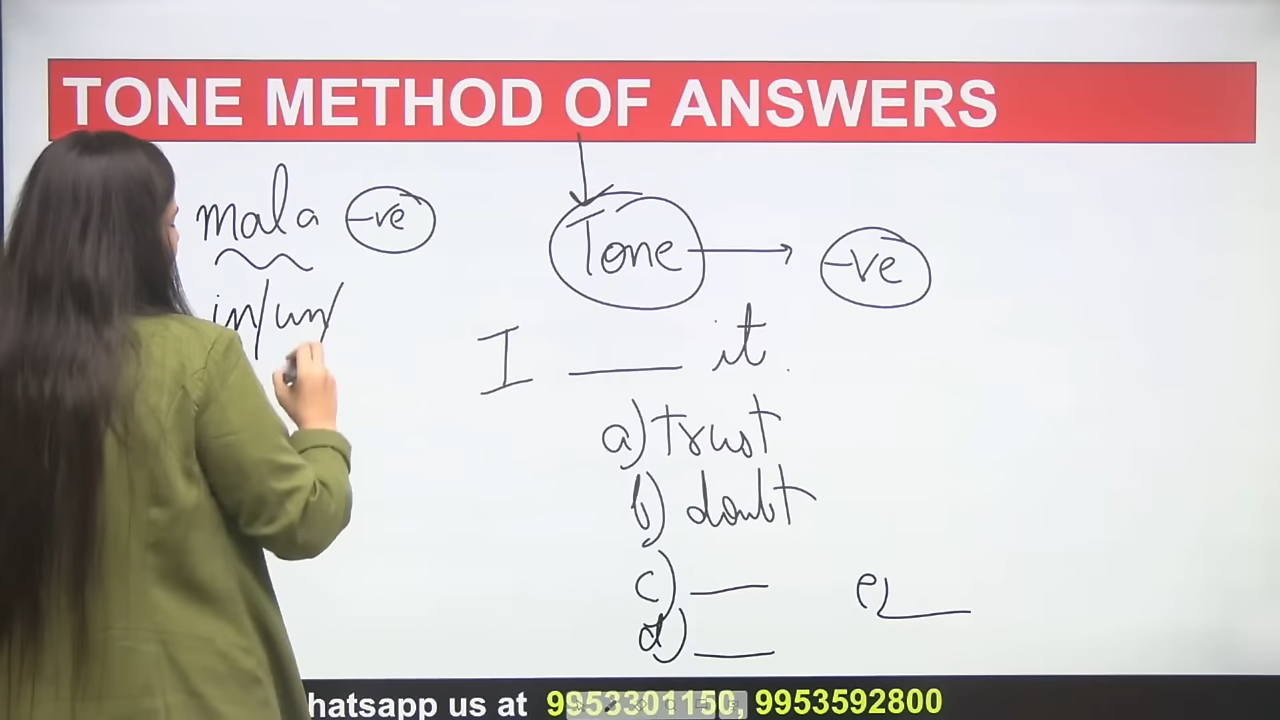 TONE METHOD OF ANSWERS
mala -ve
in/un/
Tone -ve
I ___ it.
a) trust
b) doubt
c) ___
d) ___
hatsapp us at 9953301150, 9953592800